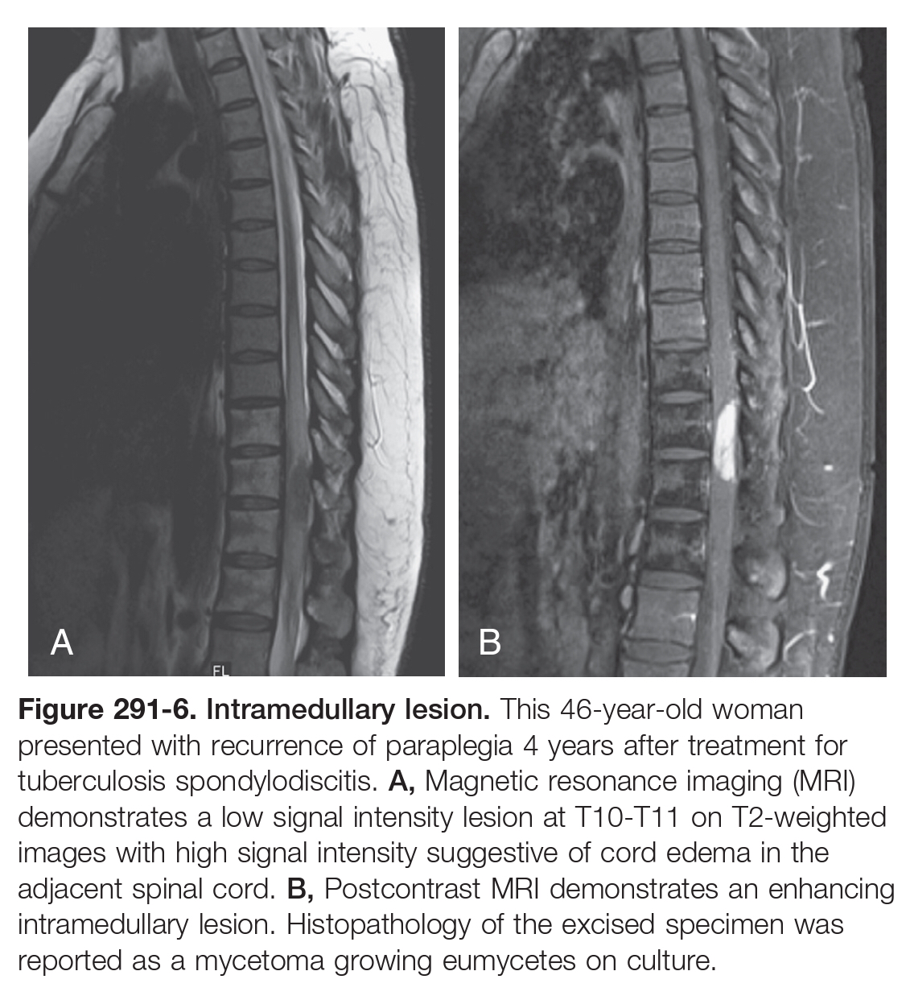 A
FL
B
Figure 291-6. Intramedullary lesion. This 46-year-old woman
presented with recurrence of paraplegia 4 years after treatment for
tuberculosis spondylodiscitis. A, Magnetic resonance imaging (MRI)
demonstrates a low signal intensity lesion at T10-T11 on T2-weighted
images with high signal intensity suggestive of cord edema in the
adjacent spinal cord. B, Postcontrast MRI demonstrates an enhancing
intramedullary lesion. Histopathology of the excised specimen was
reported as a mycetoma growing eumycetes on culture.